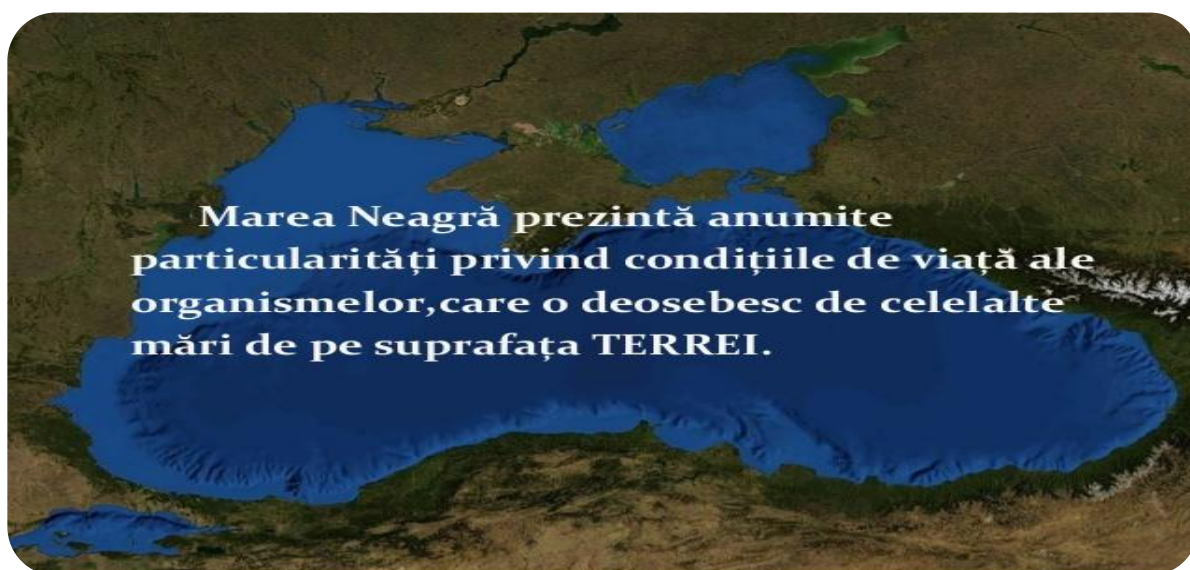 Marea Neagră prezintă anumite
particularități privind condițiile de viață ale
organismelor,care o deosebesc de celelalte
mări de pe suprafața TERREI.